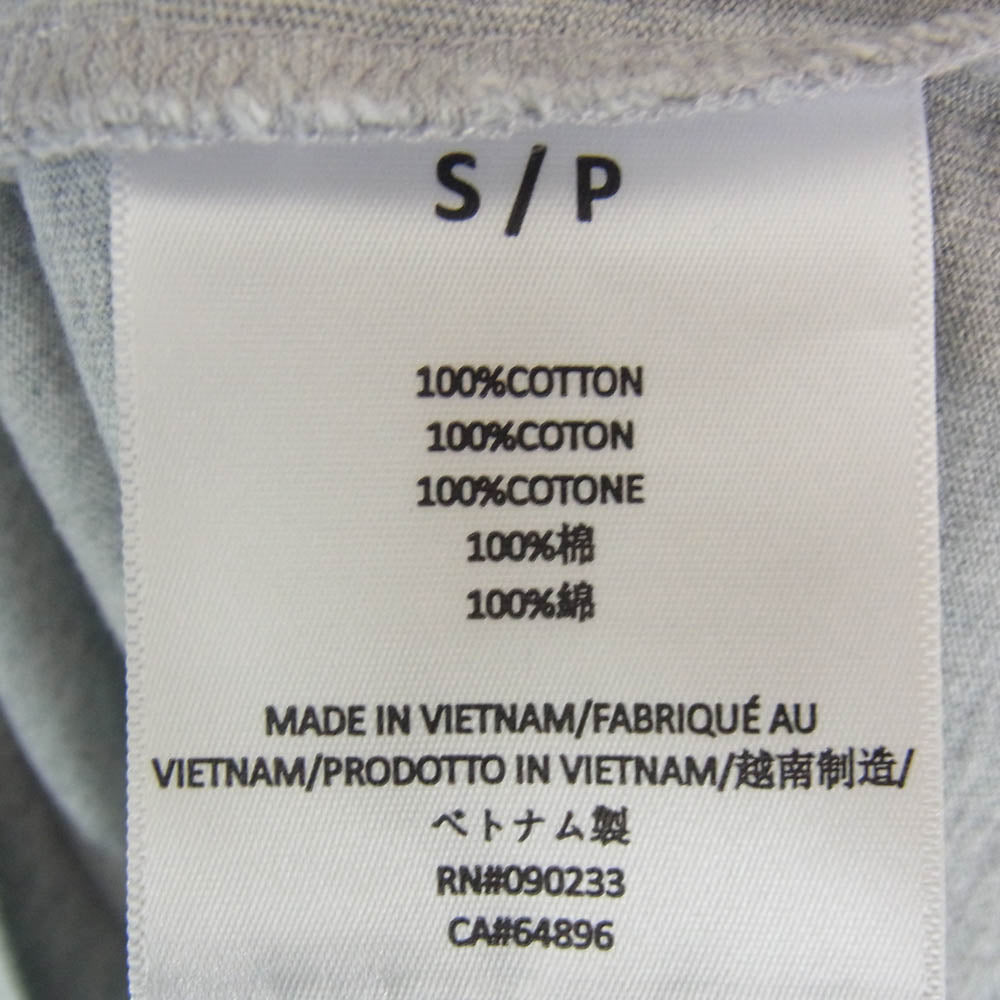 S / P
100%COTTON
100%COTON
100%COTONE
100%棉
100%綿
MADE IN VIETNAM/FABRIQUÉ AU
VIETNAM/PRODOTTO IN VIETNAM/越南制造/
ベトナム製
RN#090233
CA#64896